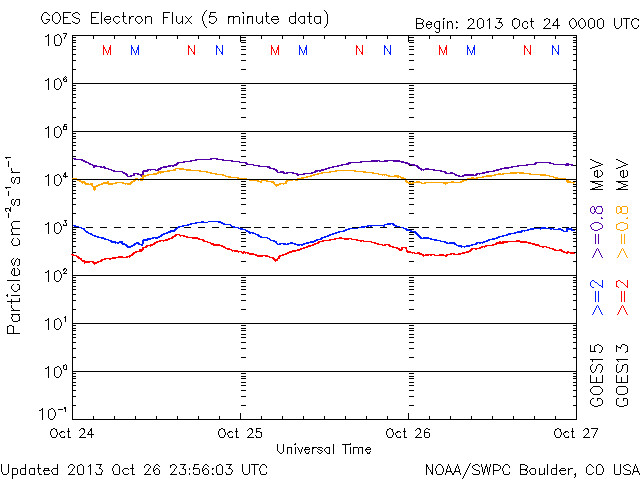 GOES Electron Flux (5 minute data)
Begin: 2013 Oct 24 0000 UTC
M M N N M M N N M M N N
10⁷
10⁶
10⁵
10⁴
10³
10²
10¹
10⁰
10⁻¹
Particles cm⁻²s⁻¹sr⁻¹
Oct 24 Oct 25 Oct 26 Oct 27
Universal Time
GOES15 >=2 >=0.8 MeV
GOES13 >=2 >=0.8 MeV
Updated 2013 Oct 26 23:56:03 UTC
NOAA/SWPC Boulder, CO USA